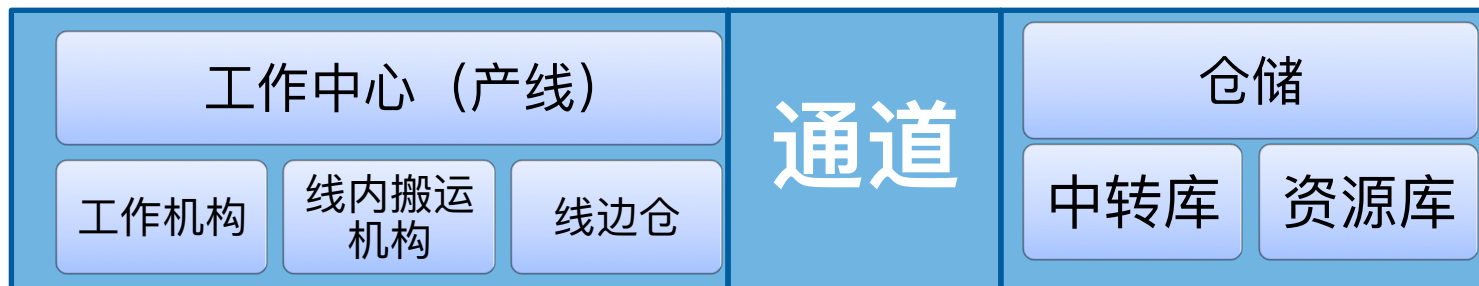 工作中心（产线）
工作机构
线内搬运
机构
线边仓
通道
仓储
中转库
资源库